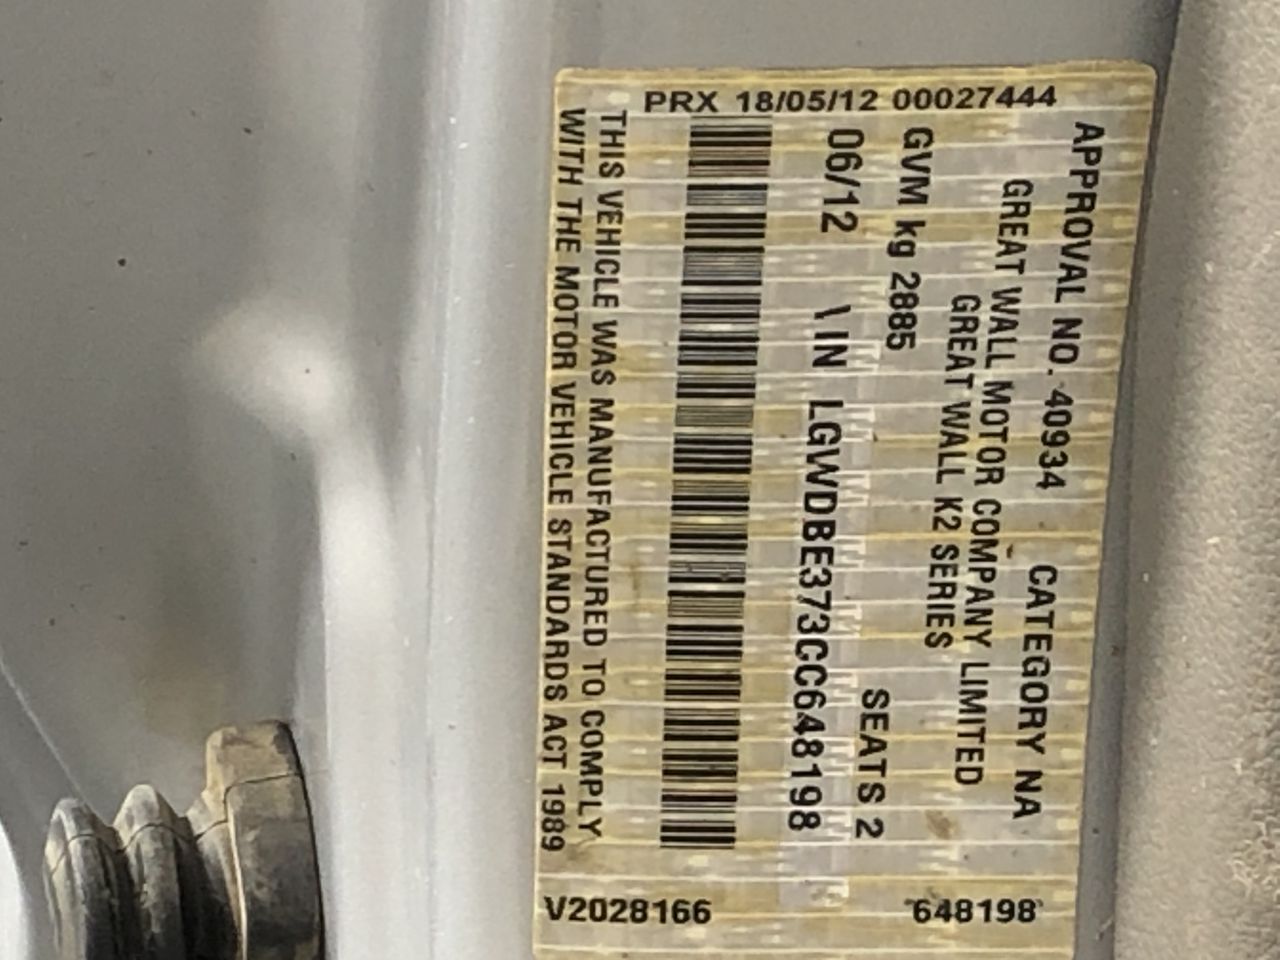 PRX 18/05/12 00027444
APPROVAL NO. 40934 CATEGORY NA
GREAT WALL MOTOR COMPANY LIMITED
GREAT WALL K2 SERIES
GVM kg 2885 SEATS 2
06/12 \IN LGWDBE373CC648198
THIS VEHICLE WAS MANUFACTURED TO COMPLY
WITH THE MOTOR VEHICLE STANDARDS ACT 1989
V2028166 648198